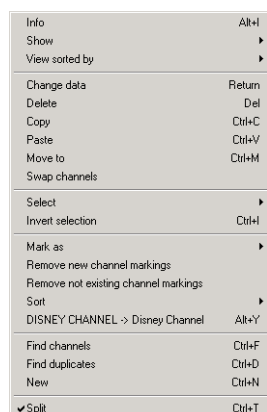 Info Alt+I
Show
View sorted by
Change data Return
Delete Del
Copy Ctrl+C
Paste Ctrl+V
Move to Ctrl+M
Swap channels
Select
Invert selection Ctrl+I
Mark as
Remove new channel markings
Remove not existing channel markings
Sort
DISNEY CHANNEL -> Disney Channel Alt+Y
Find channels Ctrl+F
Find duplicates Ctrl+D
New Ctrl+N
Split Ctrl+T